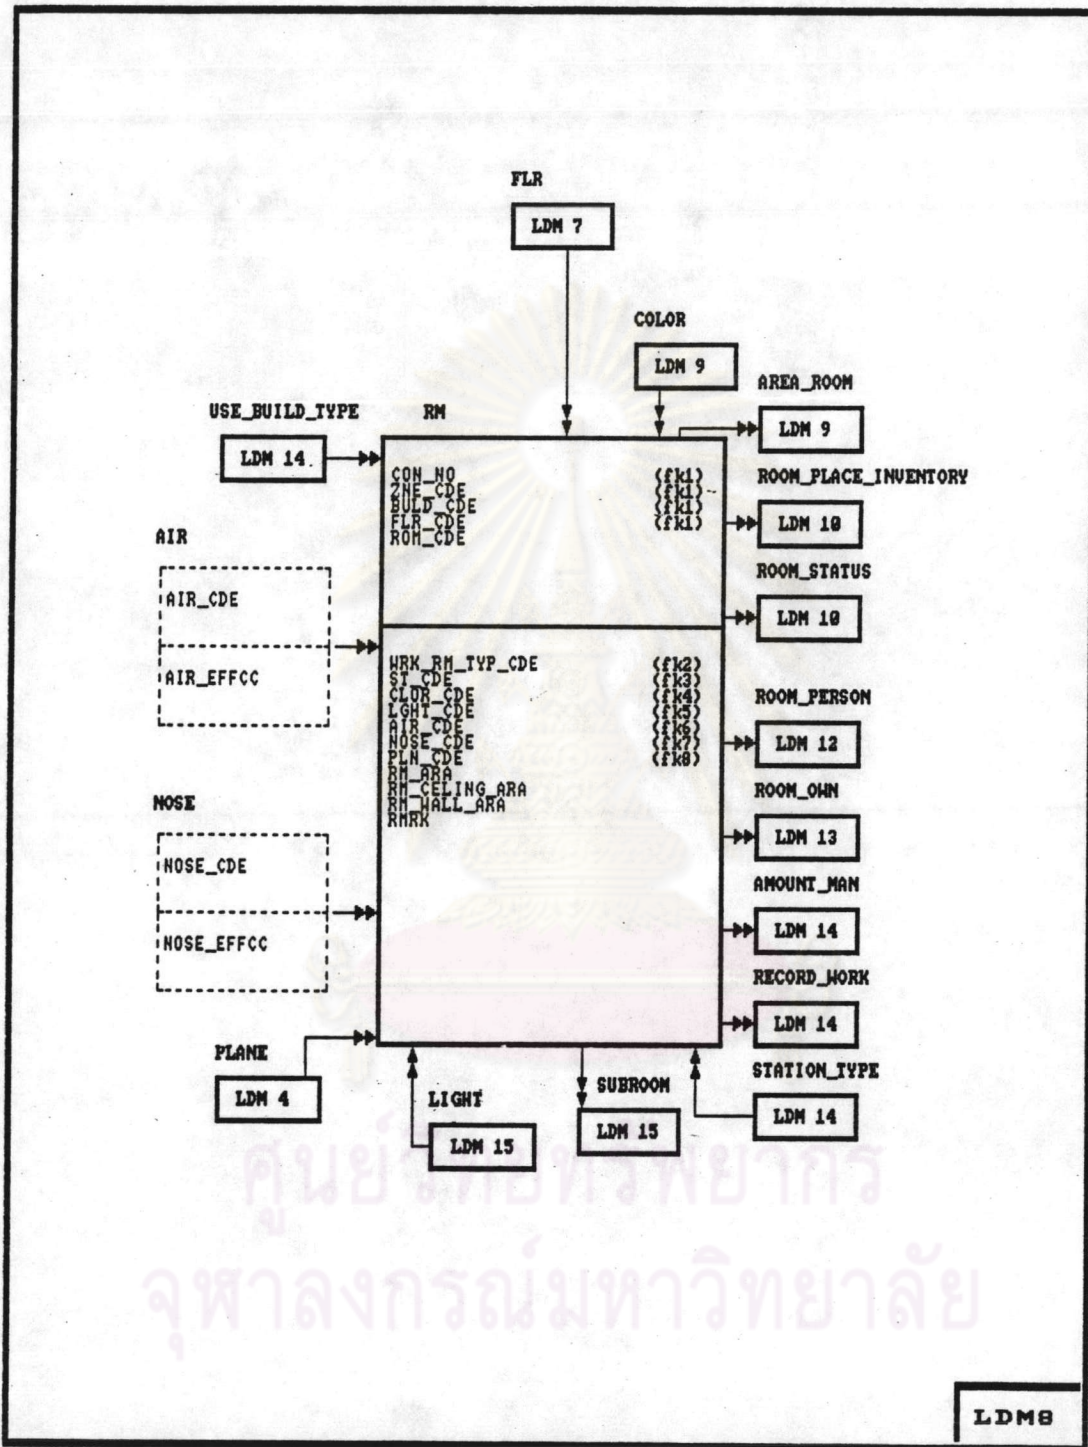 FLR
LDM 7
COLOR
LDM 9
AREA_ROOM
LDM 9
USE_BUILD_TYPE
LDM 14
RM
CON_NO (fk1)
ZNE_CDE (fk1)
BULD_CDE (fk1)
FLR_CDE (fk1)
ROM_CDE
ROOM_PLACE_INVENTORY
LDM 10
AIR
AIR_CDE
AIR_EFFCC
ROOM_STATUS
LDM 10
WRK_RM_TYP_CDE (fk2)
ST_CDE (fk3)
CLOR_CDE (fk4)
LGHT_CDE (fk5)
AIR_CDE (fk6)
NOSE_CDE (fk7)
PLN_CDE (fk8)
RM_ARA
RM_CELING_ARA
RM_WALL_ARA
RMRK
ROOM_PERSON
LDM 12
NOSE
NOSE_CDE
NOSE_EFFCC
ROOM_OWN
LDM 13
AMOUNT_MAN
LDM 14
RECORD_WORK
LDM 14
PLANE
LDM 4
LIGHT
LDM 15
SUBROOM
LDM 15
STATION_TYPE
LDM 14
ศูนย์วิทยทรัพยากร
จุฬาลงกรณ์มหาวิทยาลัย
LDM8